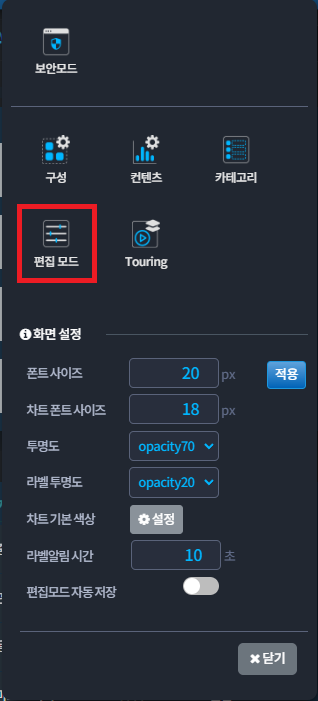 보안모드
구성 컨텐츠 카테고리
편집 모드 Touring
화면 설정
폰트 사이즈 20 px 적용
차트 폰트 사이즈 18 px
투명도 opacity70
라벨 투명도 opacity20
차트 기본 색상 설정
라벨알림 시간 10 초
편집모드 자동 저장
닫기